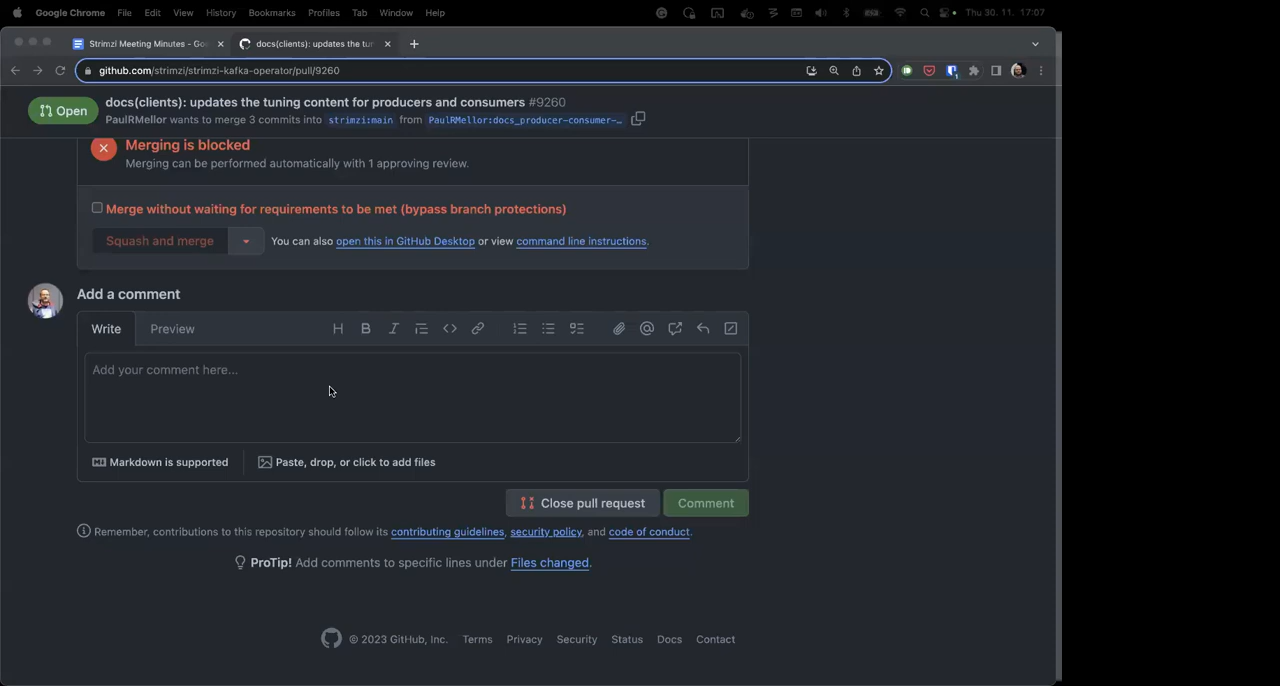 Google Chrome File Edit View History Bookmarks Profiles Tab Window Help Thu 30. 11. 17:07
Strimzi Meeting Minutes - Go docs(clients): updates the tun
github.com/strimzi/strimzi-kafka-operator/pull/9260
Open
docs(clients): updates the tuning content for producers and consumers #9260
PaulRMellor wants to merge 3 commits into strimzi:main from PaulRMellor:docs_producer-consumer-…
Merging is blocked
Merging can be performed automatically with 1 approving review.
Merge without waiting for requirements to be met (bypass branch protections)
Squash and merge You can also open this in GitHub Desktop or view command line instructions.
Add a comment
Write Preview
Add your comment here...
Markdown is supported Paste, drop, or click to add files
Close pull request Comment
Remember, contributions to this repository should follow its contributing guidelines, security policy, and code of conduct.
ProTip! Add comments to specific lines under Files changed.
© 2023 GitHub, Inc. Terms Privacy Security Status Docs Contact